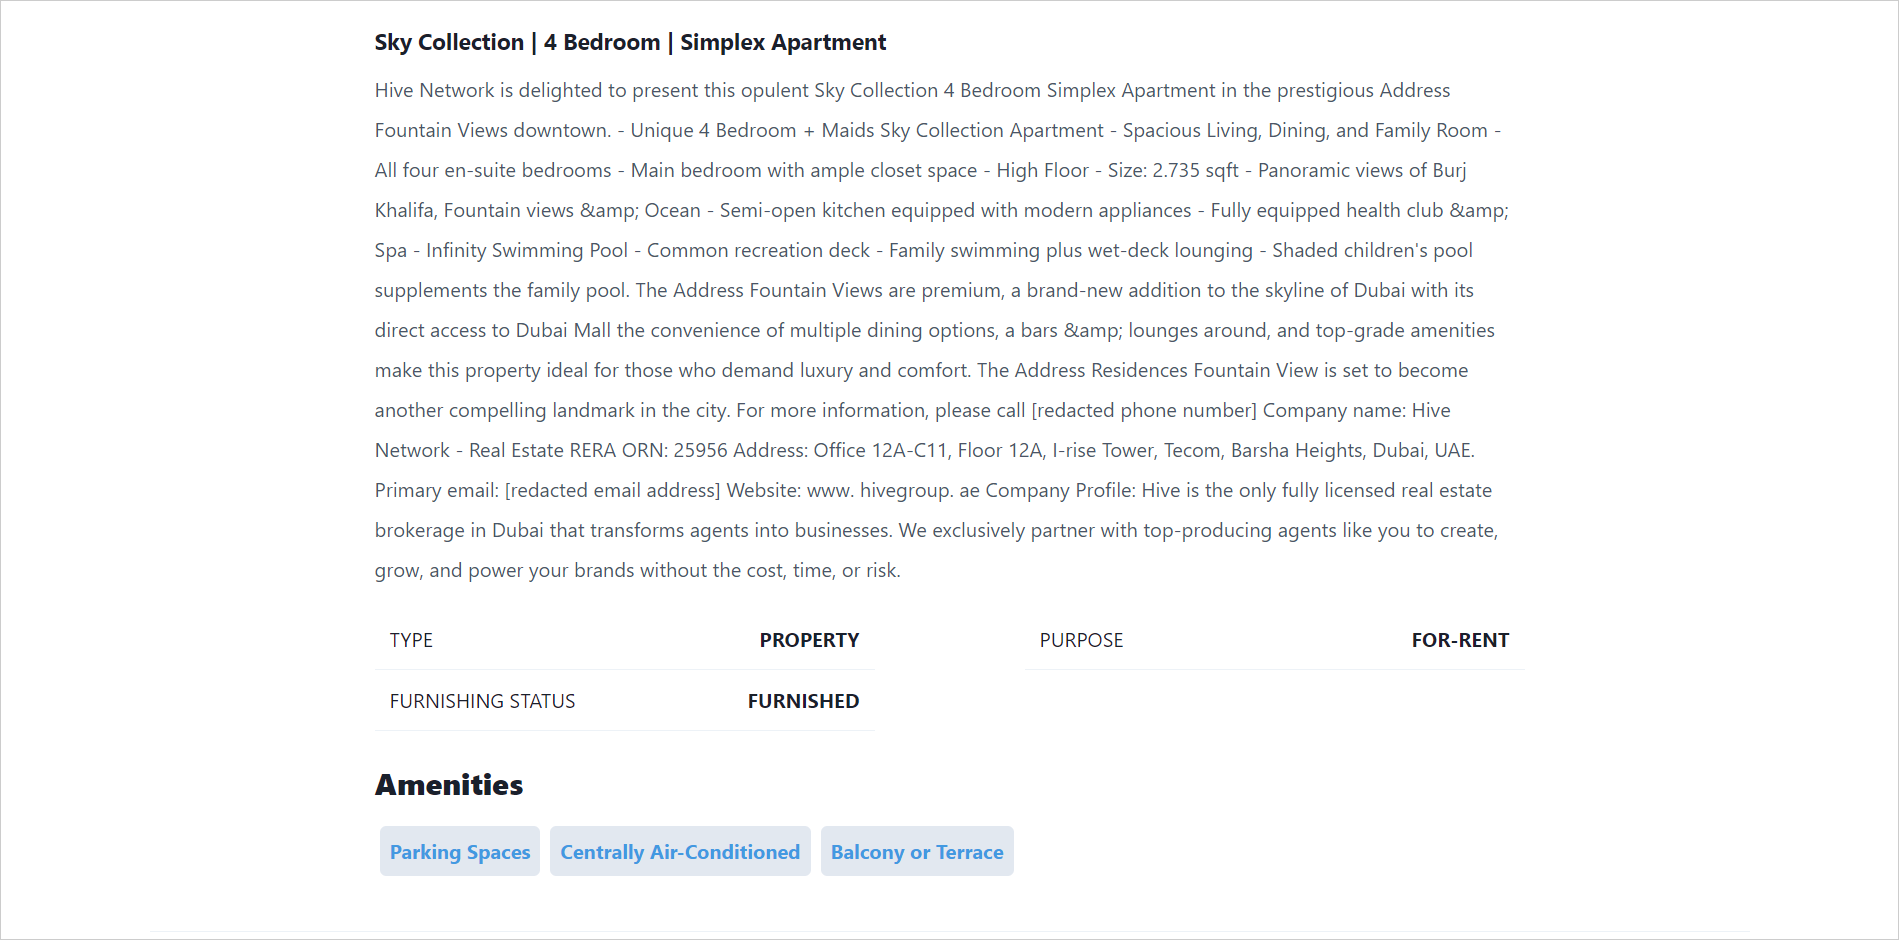 Sky Collection | 4 Bedroom | Simplex Apartment
Hive Network is delighted to present this opulent Sky Collection 4 Bedroom Simplex Apartment in the prestigious Address
Fountain Views downtown. - Unique 4 Bedroom + Maids Sky Collection Apartment - Spacious Living, Dining, and Family Room -
All four en-suite bedrooms - Main bedroom with ample closet space - High Floor - Size: 2.735 sqft - Panoramic views of Burj
Khalifa, Fountain views &amp; Ocean - Semi-open kitchen equipped with modern appliances - Fully equipped health club &amp;
Spa - Infinity Swimming Pool - Common recreation deck - Family swimming plus wet-deck lounging - Shaded children's pool
supplements the family pool. The Address Fountain Views are premium, a brand-new addition to the skyline of Dubai with its
direct access to Dubai Mall the convenience of multiple dining options, a bars &amp; lounges around, and top-grade amenities
make this property ideal for those who demand luxury and comfort. The Address Residences Fountain View is set to become
another compelling landmark in the city. For more information, please call [redacted phone number] Company name: Hive
Network - Real Estate RERA ORN: 25956 Address: Office 12A-C11, Floor 12A, I-rise Tower, Tecom, Barsha Heights, Dubai, UAE.
Primary email: [redacted email address] Website: www. hivegroup. ae Company Profile: Hive is the only fully licensed real estate
brokerage in Dubai that transforms agents into businesses. We exclusively partner with top-producing agents like you to create,
grow, and power your brands without the cost, time, or risk.
TYPE PROPERTY PURPOSE FOR-RENT
FURNISHING STATUS FURNISHED
Amenities
Parking Spaces Centrally Air-Conditioned Balcony or Terrace